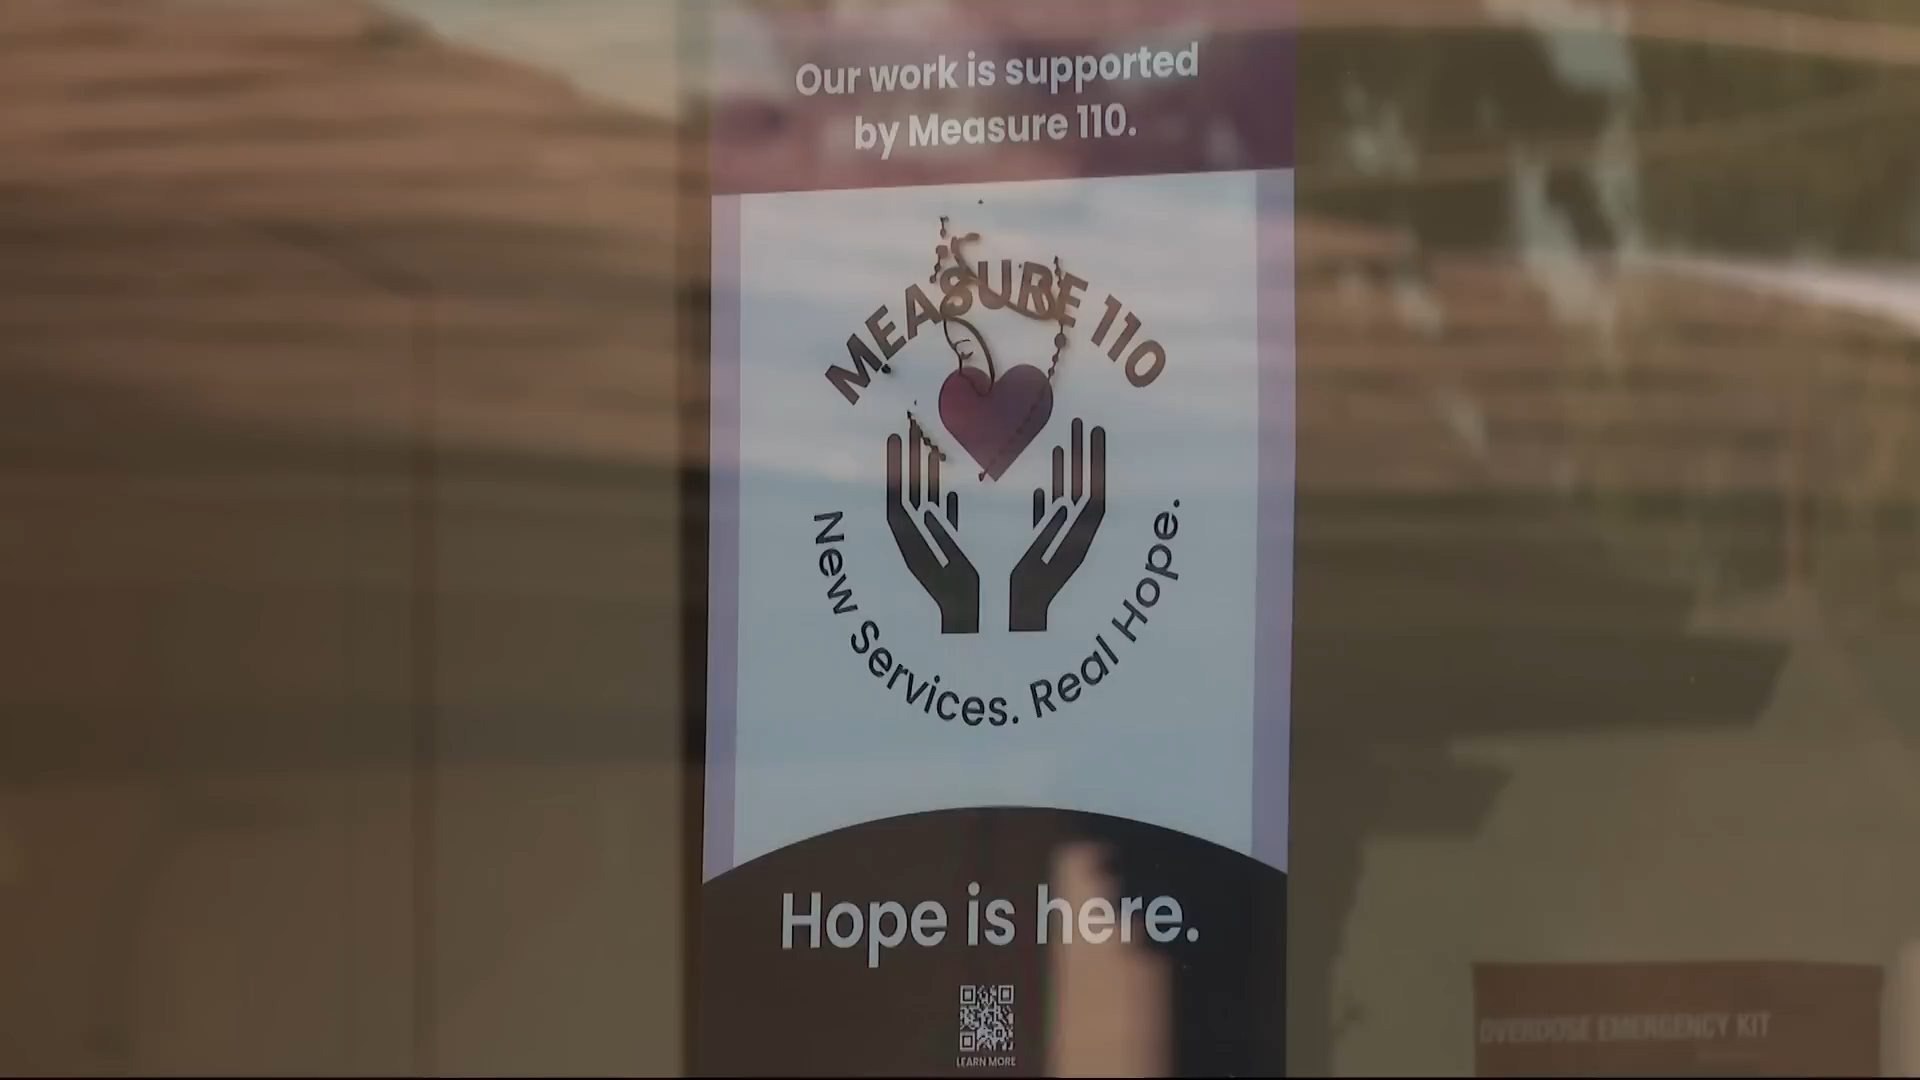 Our work is supported
by Measure 110.
MEASURE 110
New Services. Real Hope.
Hope is here.
LEARN MORE
OVERDOSE EMERGENCY KIT